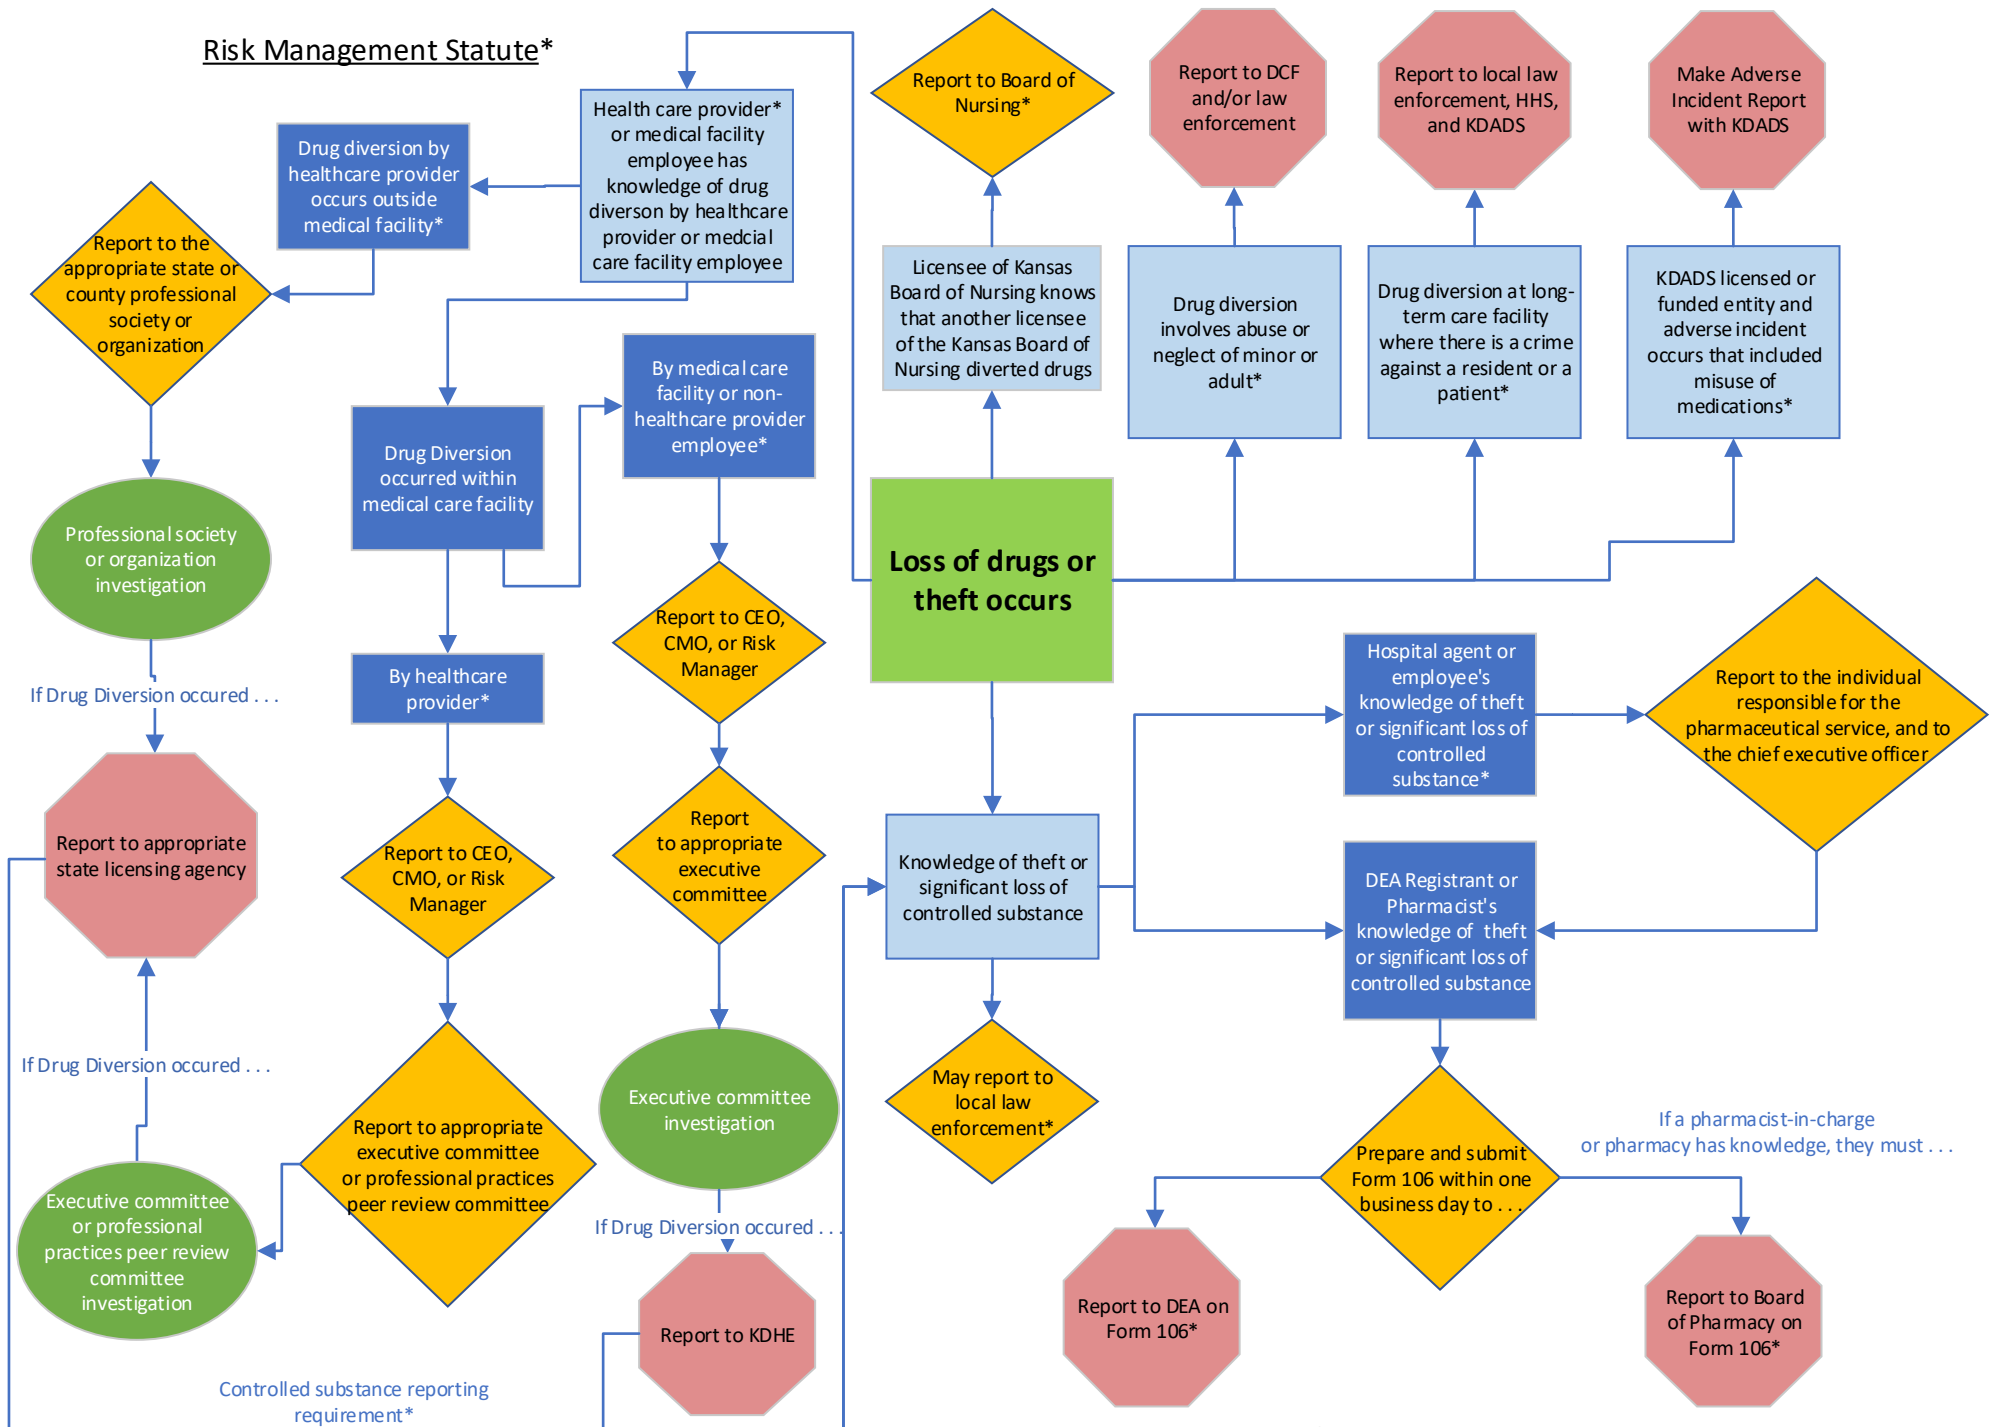 Risk Management Statute*
Health care provider*
or medical facility
employee has
knowledge of drug
diverson by healthcare
provider or medcial
care facility employee
Drug diversion by
healthcare provider
occurs outside
medical facility*
Report to the
appropriate state or
county professional
society or
organization
Professional society
or organization
investigation
If Drug Diversion occured . . .
Report to appropriate
state licensing agency
If Drug Diversion occured . . .
Executive committee
or professional
practices peer review
committee
investigation
Drug Diversion
occurred within
medical care facility
By healthcare
provider*
Report to CEO,
CMO, or Risk
Manager
Report to appropriate
executive committee
or professional practices
peer review committee
By medical care
facility or non-
healthcare provider
employee*
Report to CEO,
CMO, or Risk
Manager
Report
to appropriate
executive
committee
Executive committee
investigation
If Drug Diversion occured . . .
Report to KDHE
Controlled substance reporting
requirement*
Report to Board of
Nursing*
Licensee of Kansas
Board of Nursing knows
that another licensee
of the Kansas Board of
Nursing diverted drugs
Report to DCF
and/or law
enforcement
Drug diversion
involves abuse or
neglect of minor or
adult*
Report to local law
enforcement, HHS,
and KDADS
Drug diversion at long-
term care facility
where there is a crime
against a resident or a
patient*
Make Adverse
Incident Report
with KDADS
KDADS licensed or
funded entity and
adverse incident
occurs that included
misuse of
medications*
Loss of drugs or
theft occurs
Knowledge of theft or
significant loss of
controlled substance
May report to
local law
enforcement*
Hospital agent or
employee's
knowledge of theft
or significant loss of
controlled
substance*
Report to the individual
responsible for the
pharmaceutical service, and to
the chief executive officer
DEA Registrant or
Pharmacist's
knowledge of theft
or significant loss of
controlled substance
If a pharmacist-in-charge
or pharmacy has knowledge, they must . . .
Prepare and submit
Form 106 within one
business day to . . .
Report to DEA on
Form 106*
Report to Board
of Pharmacy on
Form 106*